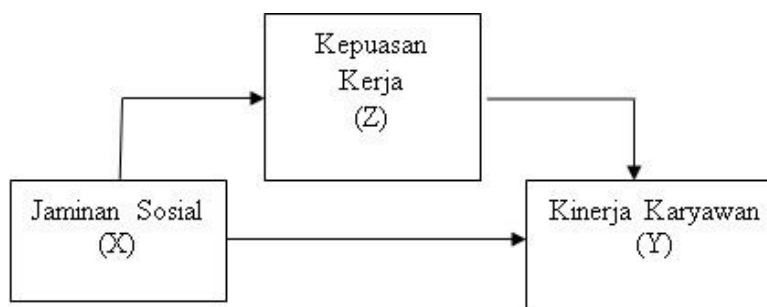 Kepuasan
Kerja
(Z)
Jaminan Sosial
(X)
Kinerja Karyawan
(Y)